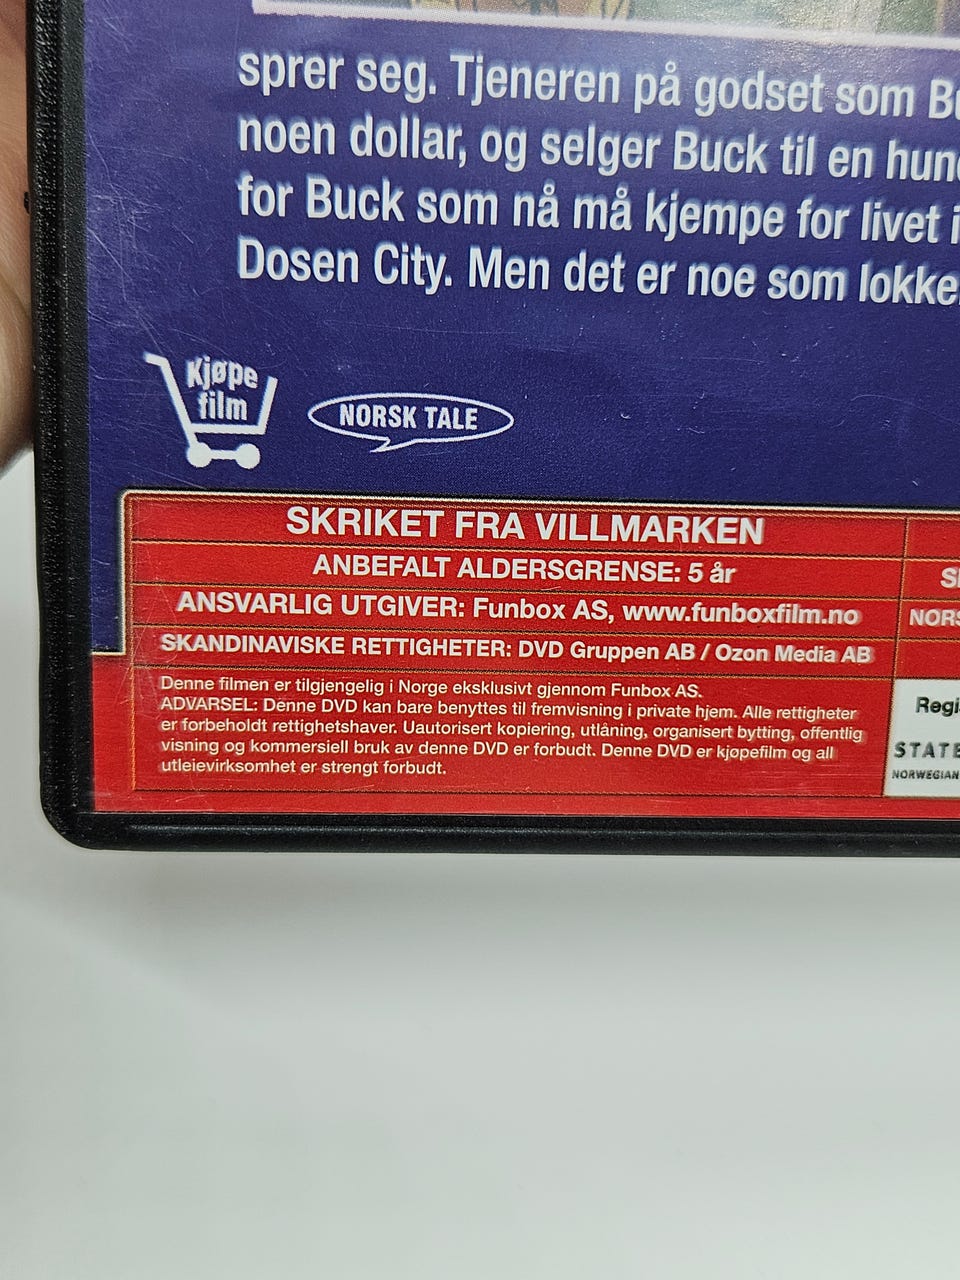 sprer seg. Tjeneren på godset som
noen dollar, og selger Buck til en
for Buck som nå må kjempe for livet
Dosen City. Men det er noe som
Kjøpe
film
NORSK TALE
SKRIKET FRA VILLMARKEN
ANBEFALT ALDERSGRENSE: 5 år
ANSVARLIG UTGIVER: Funbox AS, www.funboxfilm.no
SKANDINAVISKE RETTIGHETER: DVD Gruppen AB / Ozon Media AB
Denne filmen er tilgjengelig i Norge eksklusivt gjennom Funbox AS.
ADVARSEL: Denne DVD kan bare benyttes til fremvisning i private hjem. Alle rettigheter
er forbeholdt rettighetshaver. Uautorisert kopiering, utlåning, organisert bytting, offentlig
visning og kommersiell bruk av denne DVD er forbudt. Denne DVD er kjøpefilm og all
utleievirksomhet er strengt forbudt.
NORWEGIAN